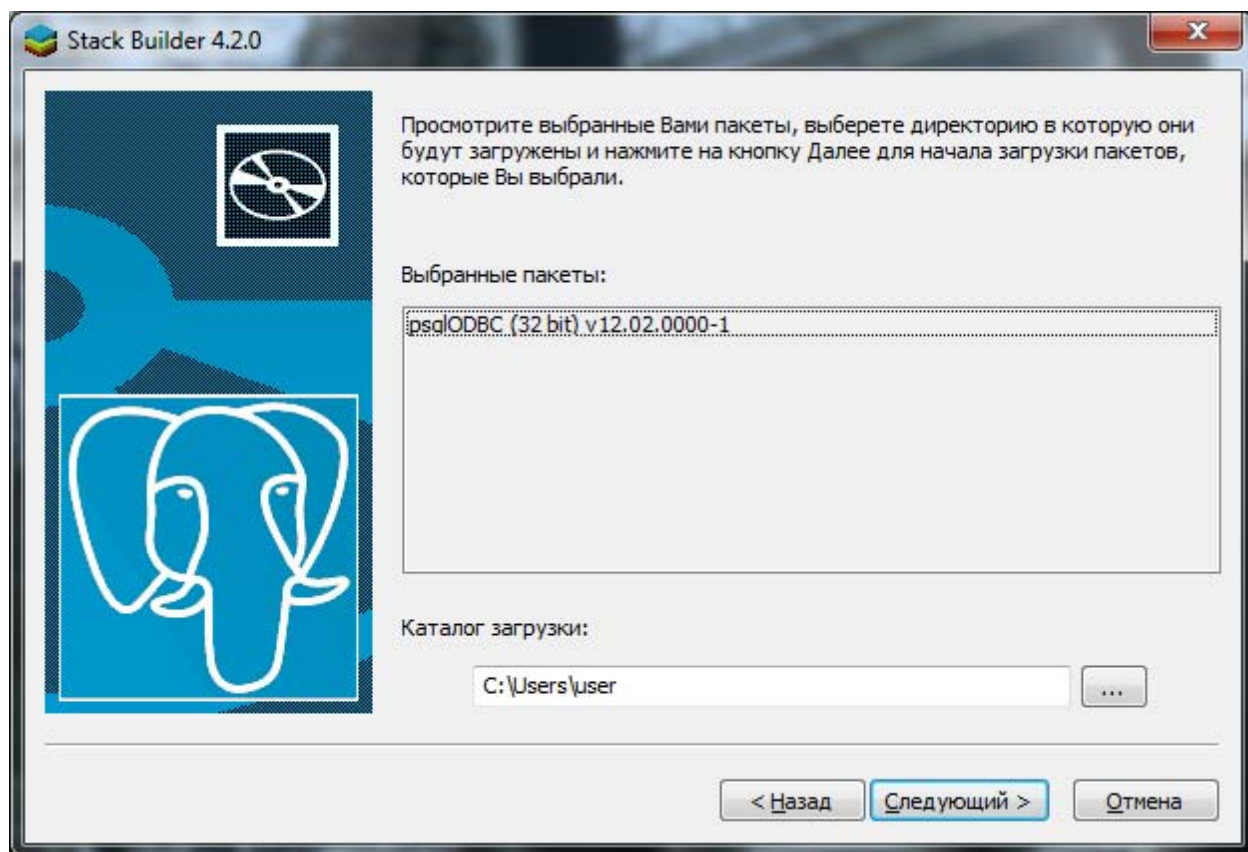 Stack Builder 4.2.0
Просмотрите выбранные Вами пакеты, выберете директорию в которую они
будут загружены и нажмите на кнопку Далее для начала загрузки пакетов,
которые Вы выбрали.
Выбранные пакеты:
psqlODBC (32 bit) v12.02.0000-1
Каталог загрузки:
C:\Users\user
...
< Назад
Следующий >
Отмена